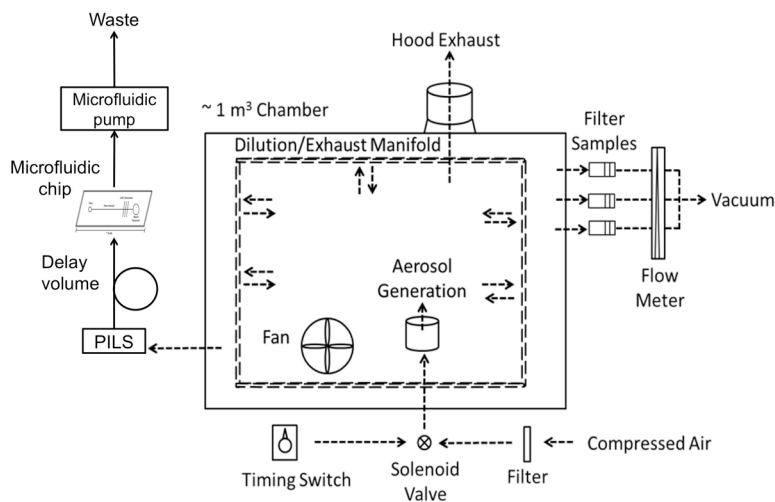 Waste
Hood Exhaust
Microfluidic
pump
~ 1 m³ Chamber
Filter
Samples
Dilution/Exhaust Manifold
Microfluidic
chip
Vacuum
Delay
volume
Aerosol
Generation
Flow
Meter
Fan
PILS
Compressed Air
Timing Switch
Solenoid
Valve
Filter